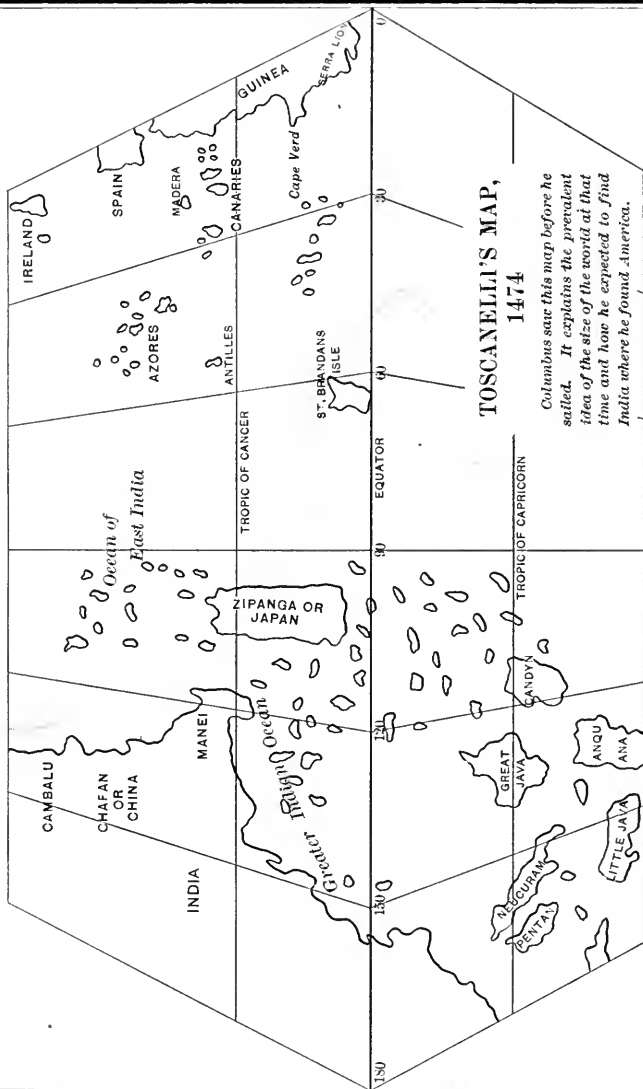 IRELAND
SPAIN
GUINEA
SERRA LION
MADERA
CANARIES
Cape Verd
AZORES
ANTILLES
ST. BRANDANS
ISLE
Ocean of
East India
TROPIC OF CANCER
EQUATOR
TROPIC OF CAPRICORN
0
30
60
90
120
150
180
ZIPANGA OR
JAPAN
CAMBALU
CHAFAN
OR
CHINA
MANEI
INDIA
Greater Indaign Ocean
CANDYN
GREAT
JAVA
ANQU
ANA
NEUCURAM
PENTAN
LITTLE JAVA
TOSCANELLI'S MAP,
1474
Columbus saw this map before he
sailed. It explains the prevalent
idea of the size of the world at that
time and how he expected to find
India where he found America.